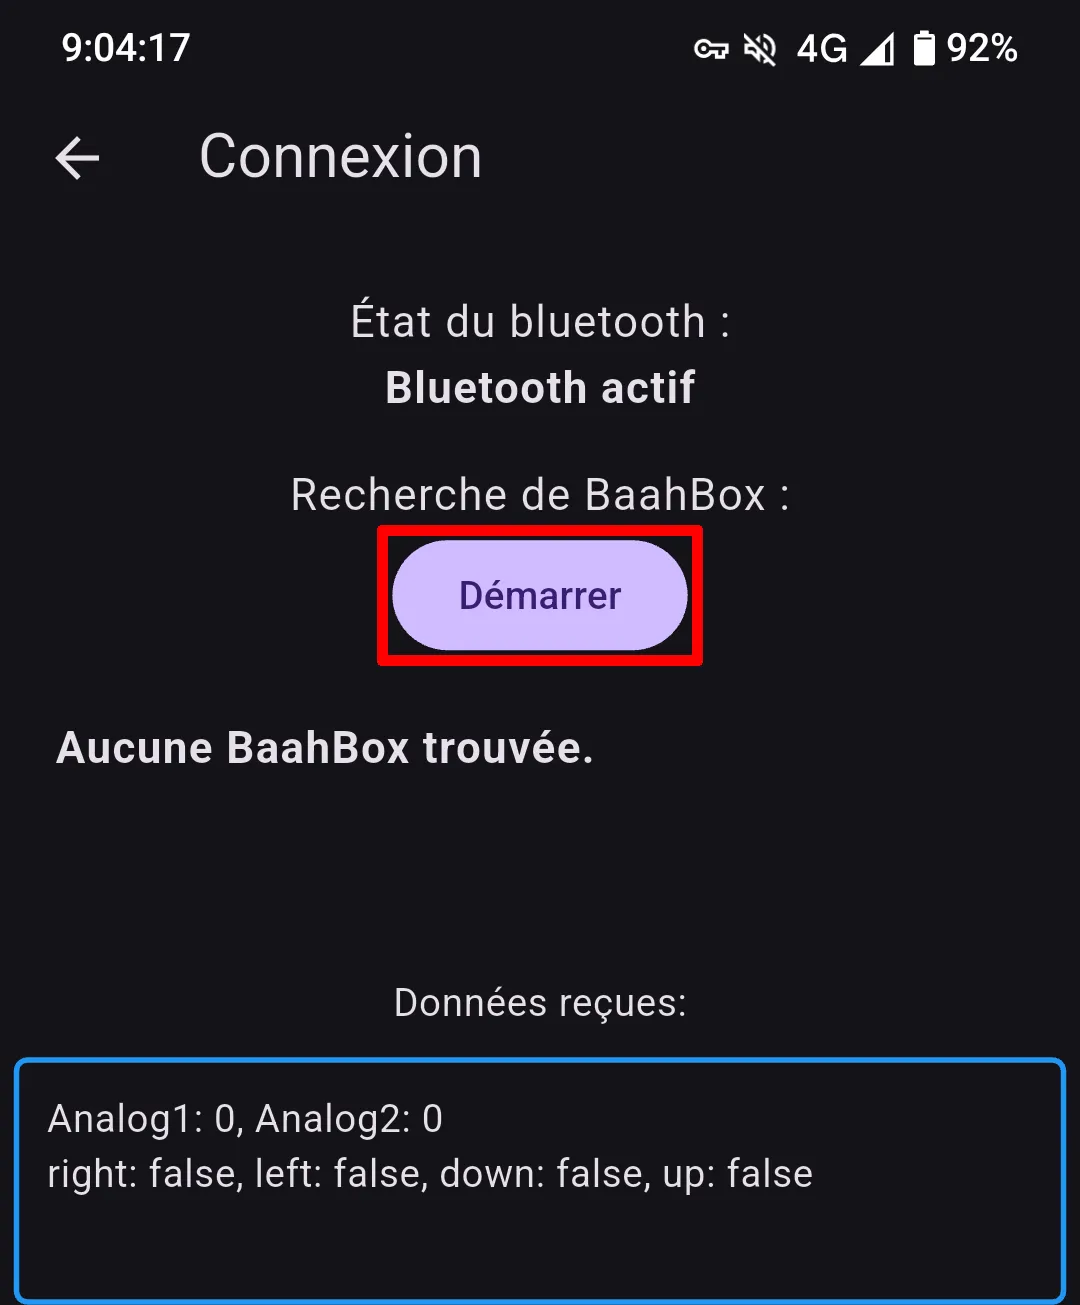 9:04:17 4G 92%
Connexion
État du bluetooth :
Bluetooth actif
Recherche de BaahBox :
Démarrer
Aucune BaahBox trouvée.
Données reçues:
Analog1: 0, Analog2: 0
right: false, left: false, down: false, up: false